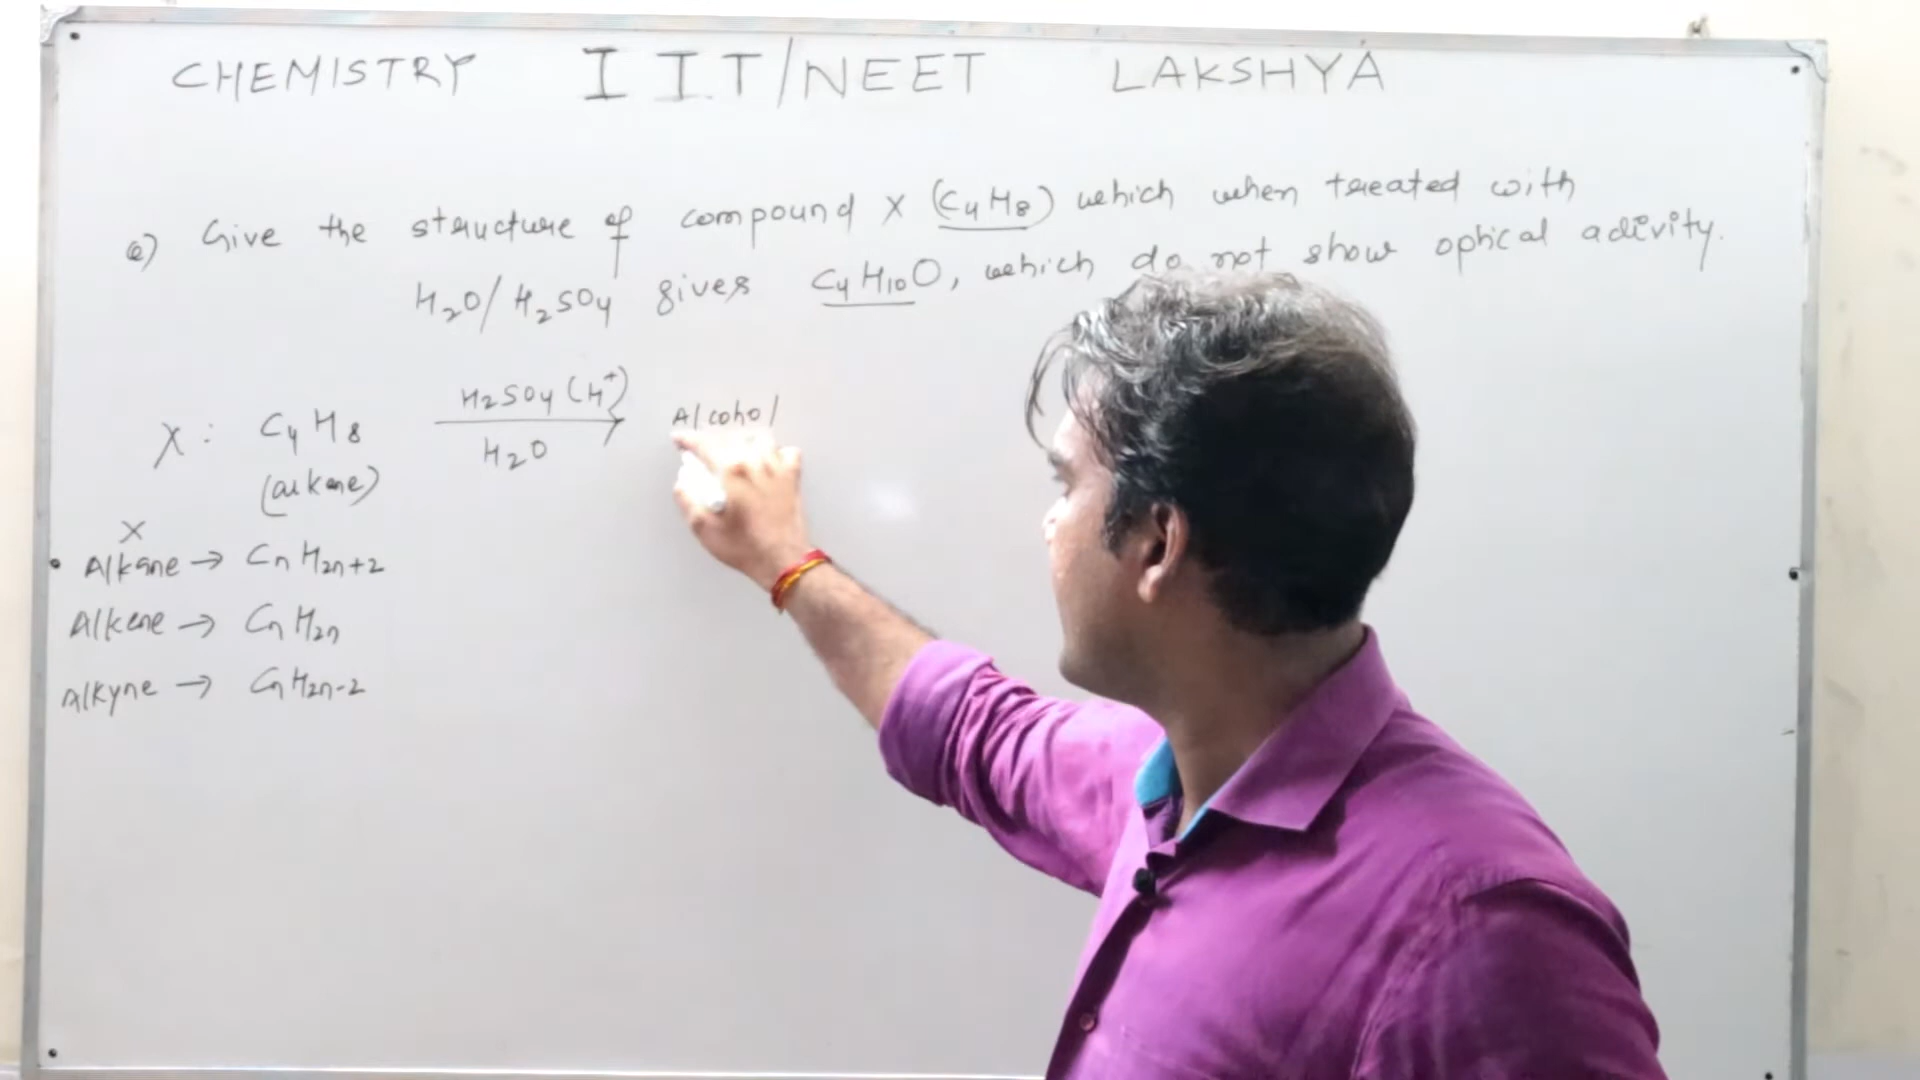 CHEMISTRY IIT/NEET LAKSHYA
Q) Give the structure of compound X (C4H8) which when treated with
H2O/H2SO4 gives C4H10O, which do not show optical activity.
X: C4H8 H2SO4 (H+) Alcohol
H2O
(alkene)
X
Alkane → CnH2n+2
Alkene → CnH2n
Alkyne → CnH2n-2